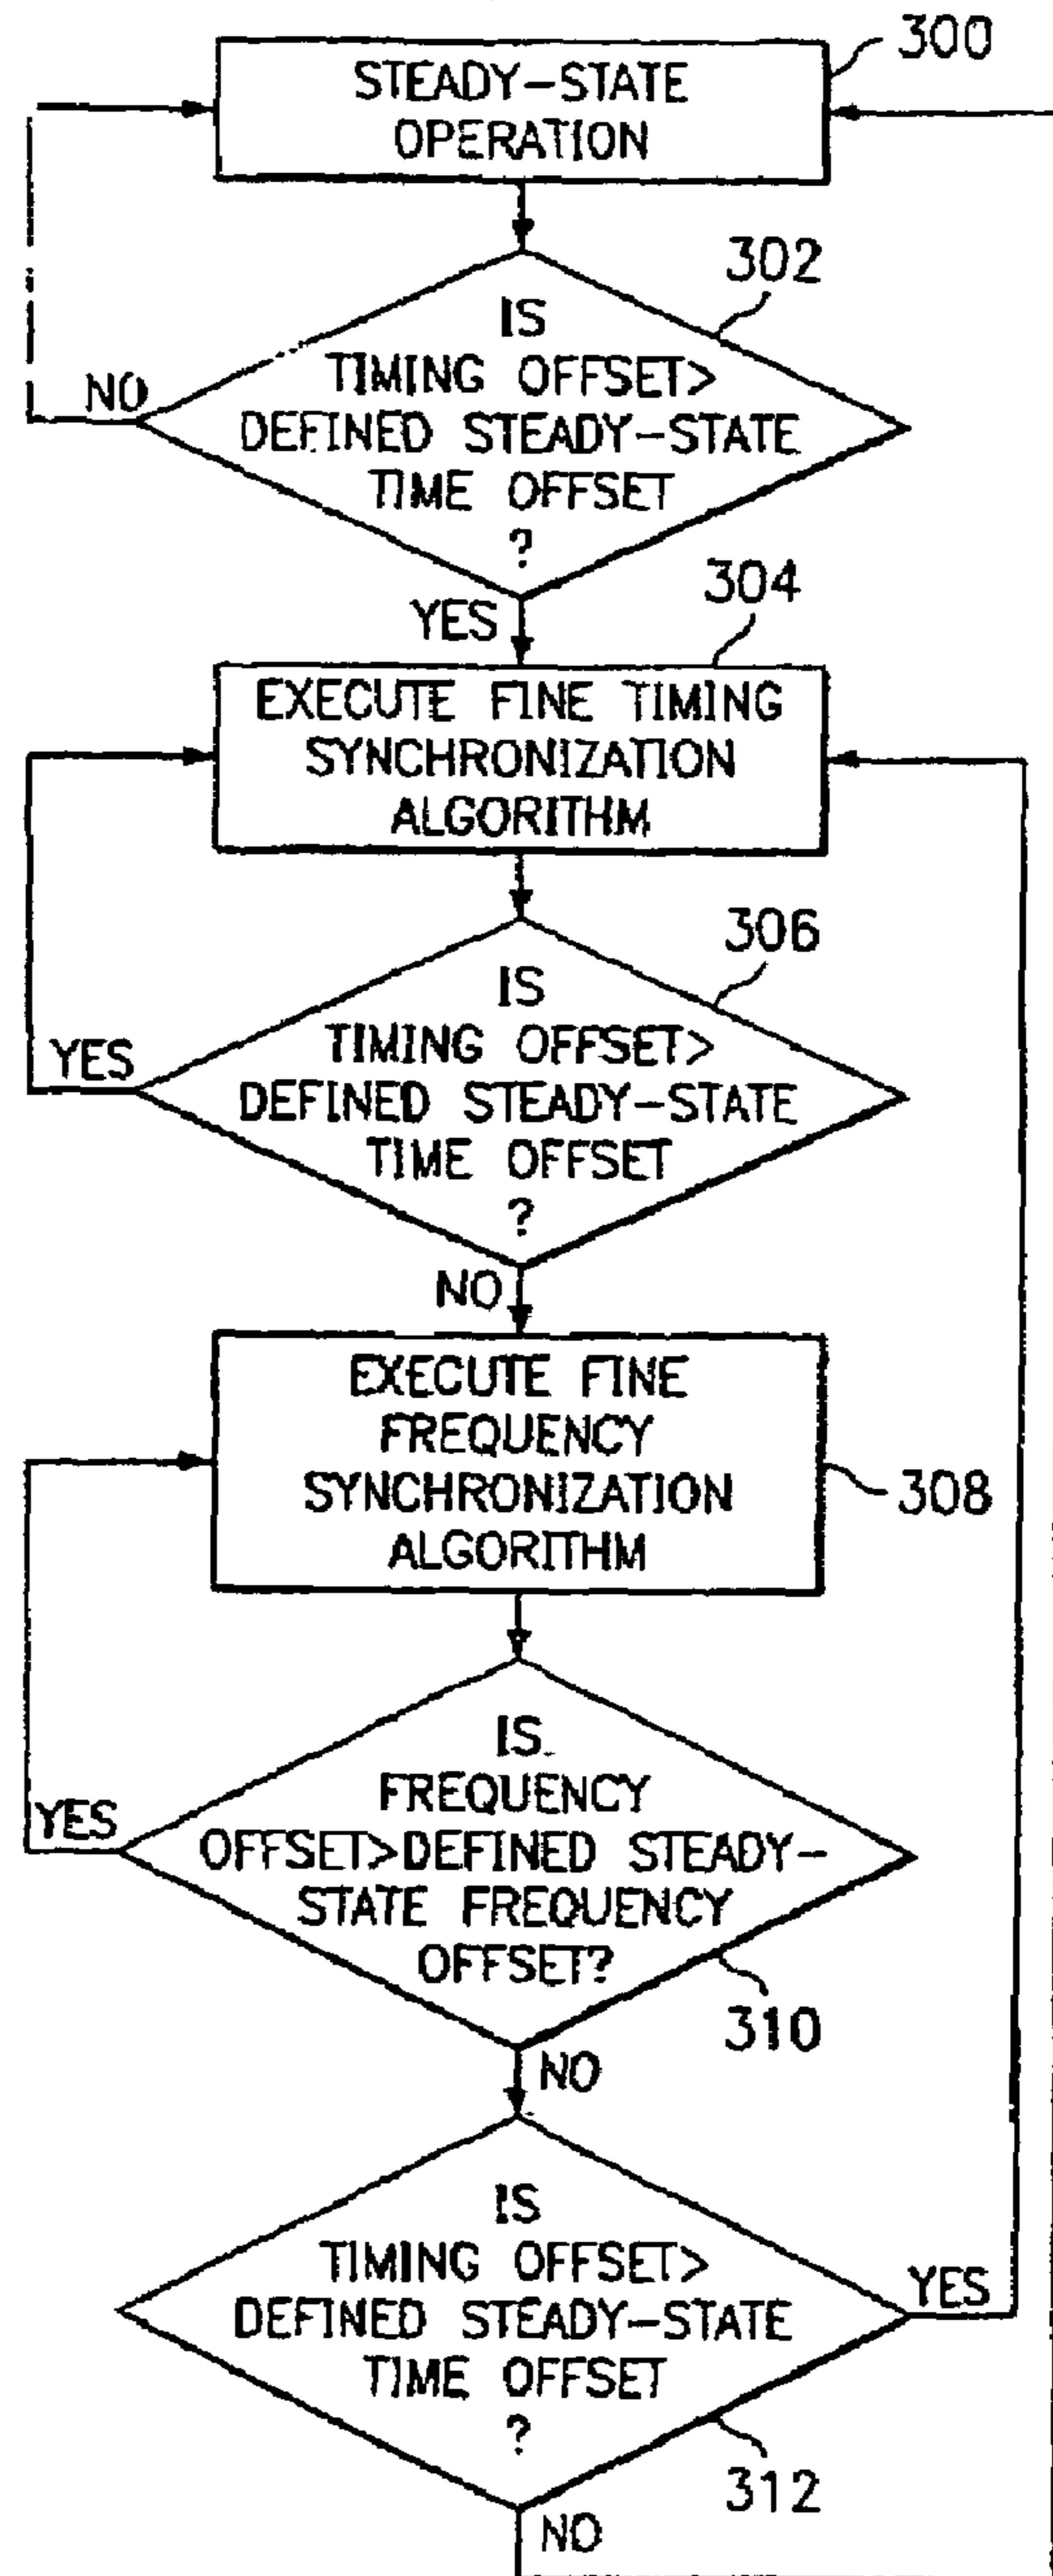 300
STEADY-STATE
OPERATION
302
IS
TIMING OFFSET>
DEFINED STEADY-STATE
TIME OFFSET
?
NO
YES
304
EXECUTE FINE TIMING
SYNCHRONIZATION
ALGORITHM
306
IS
TIMING OFFSET>
DEFINED STEADY-STATE
TIME OFFSET
?
YES
NO
EXECUTE FINE
FREQUENCY
SYNCHRONIZATION
ALGORITHM
308
IS
FREQUENCY
OFFSET>DEFINED STEADY-
STATE FREQUENCY
OFFSET?
YES
310
NO
IS
TIMING OFFSET>
DEFINED STEADY-STATE
TIME OFFSET
?
YES
312
NO